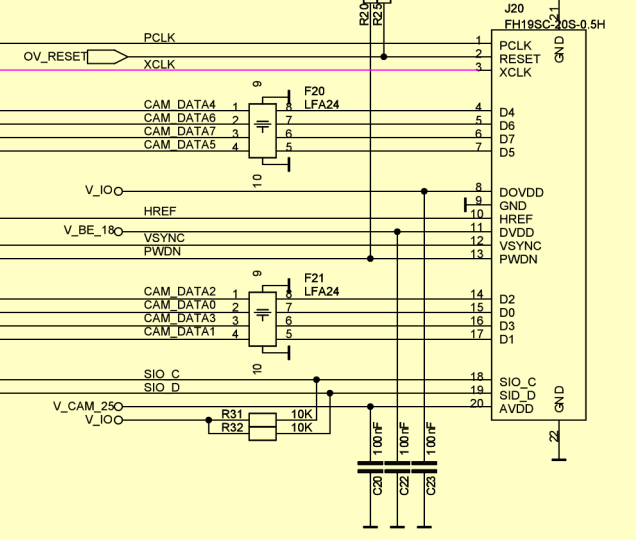 J20
FH19SC-20S-0.5H
21
GND
R20
R25
PCLK 1 PCLK
OV_RESET 2 RESET
XCLK 3 XCLK
9
F20
LFA24
CAM_DATA4 1 8 4 D4
CAM_DATA6 2 7 5 D6
CAM_DATA7 3 6 6 D7
CAM_DATA5 4 5 7 D5
10
V_IO 8 DOVDD
9 GND
HREF 10 HREF
V_BE_18 11 DVDD
VSYNC 12 VSYNC
PWDN 13 PWDN
9
F21
LFA24
CAM_DATA2 1 8 14 D2
CAM_DATA0 2 7 15 D0
CAM_DATA3 3 6 16 D3
CAM_DATA1 4 5 17 D1
10
SIO_C 18 SIO_C
SIO_D 19 SID_D
V_CAM_25 20 AVDD
GND
V_IO R31 10K
R32 10K
22
100nF 100nF 100nF
C20 C22 C23